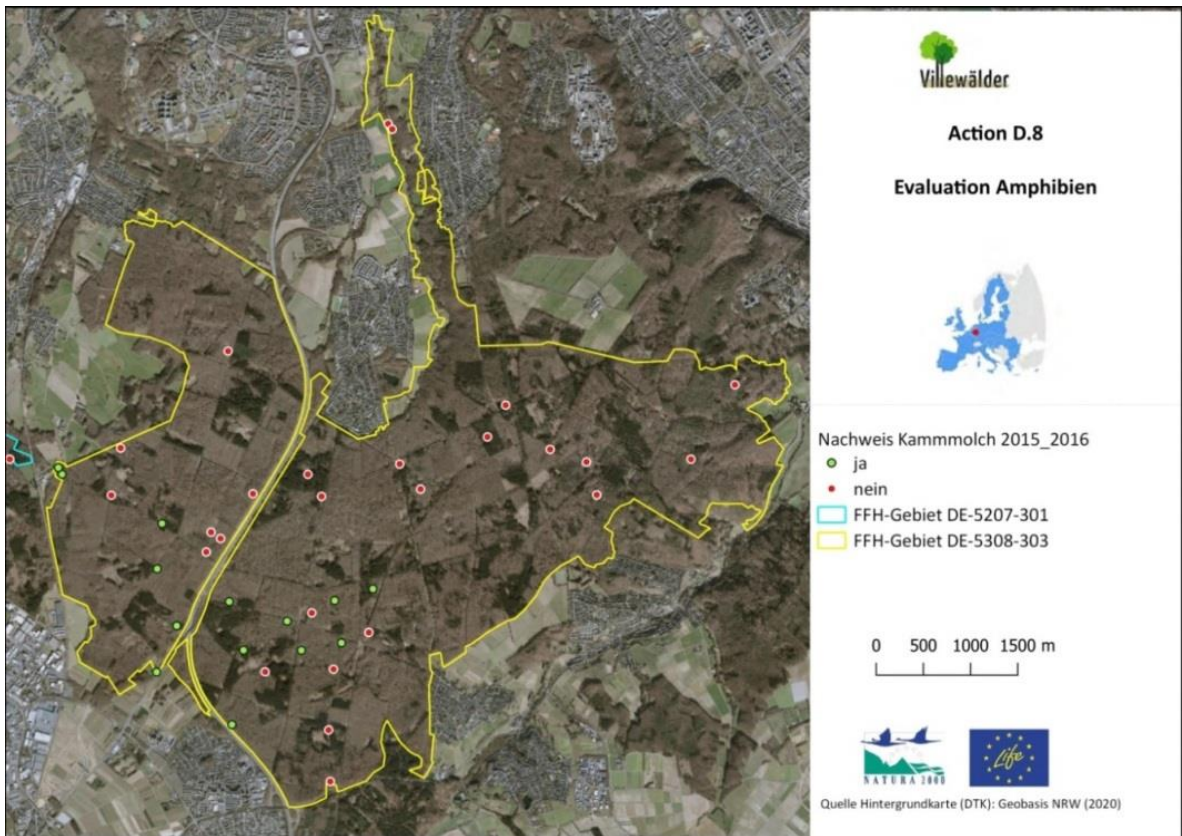 Villewälder
Action D.8
Evaluation Amphibien
Nachweis Kammmolch 2015_2016
ja
nein
FFH-Gebiet DE-5207-301
FFH-Gebiet DE-5308-303
0 500 1000 1500 m
NATURA 2000
Life
Quelle Hintergrundkarte (DTK): Geobasis NRW (2020)